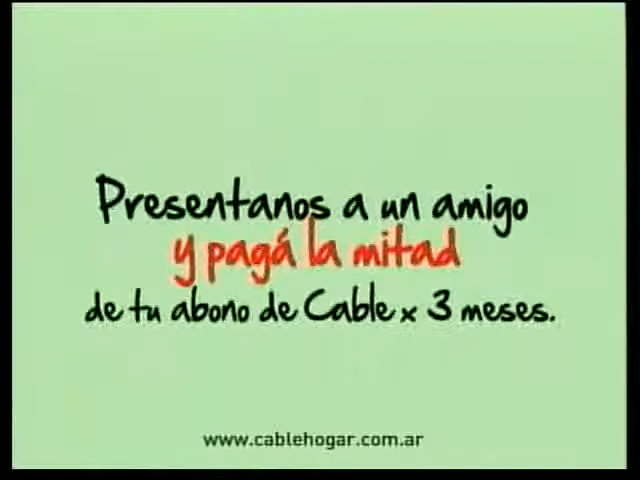 Presentanos a un amigo
y pagá la mitad
de tu abono de Cable x 3 meses.
www.cablehogar.com.ar